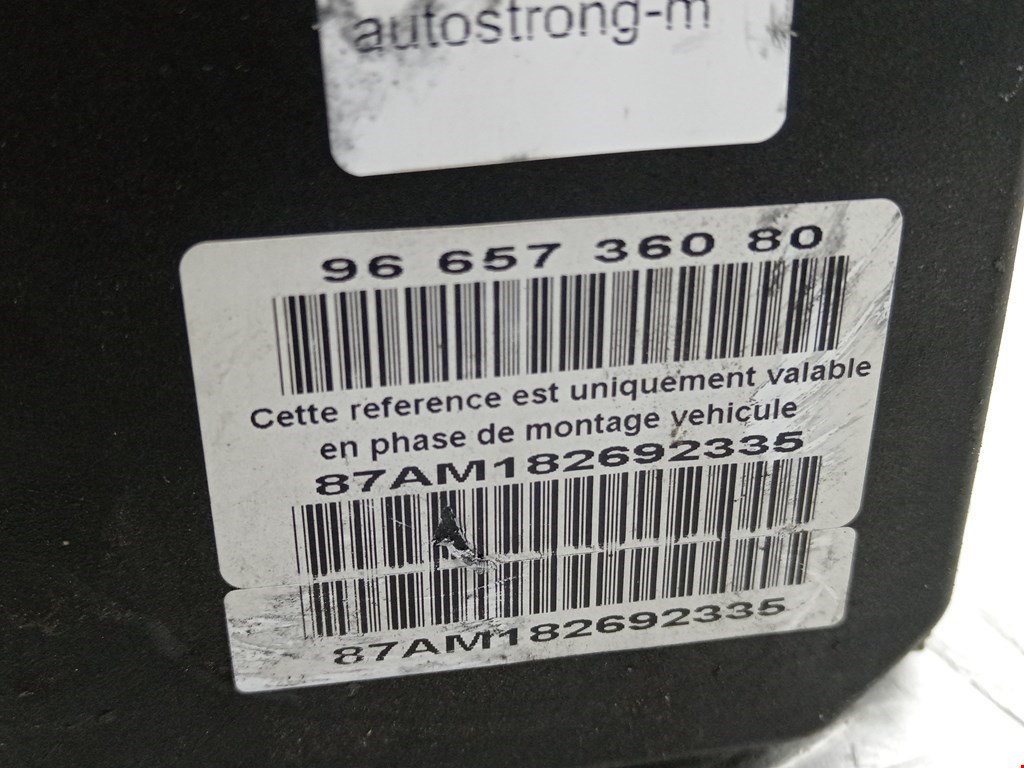 autostrong-m
96 657 360 80
Cette reference est uniquement valable
en phase de montage vehicule
87AM182692335
87AM182692335